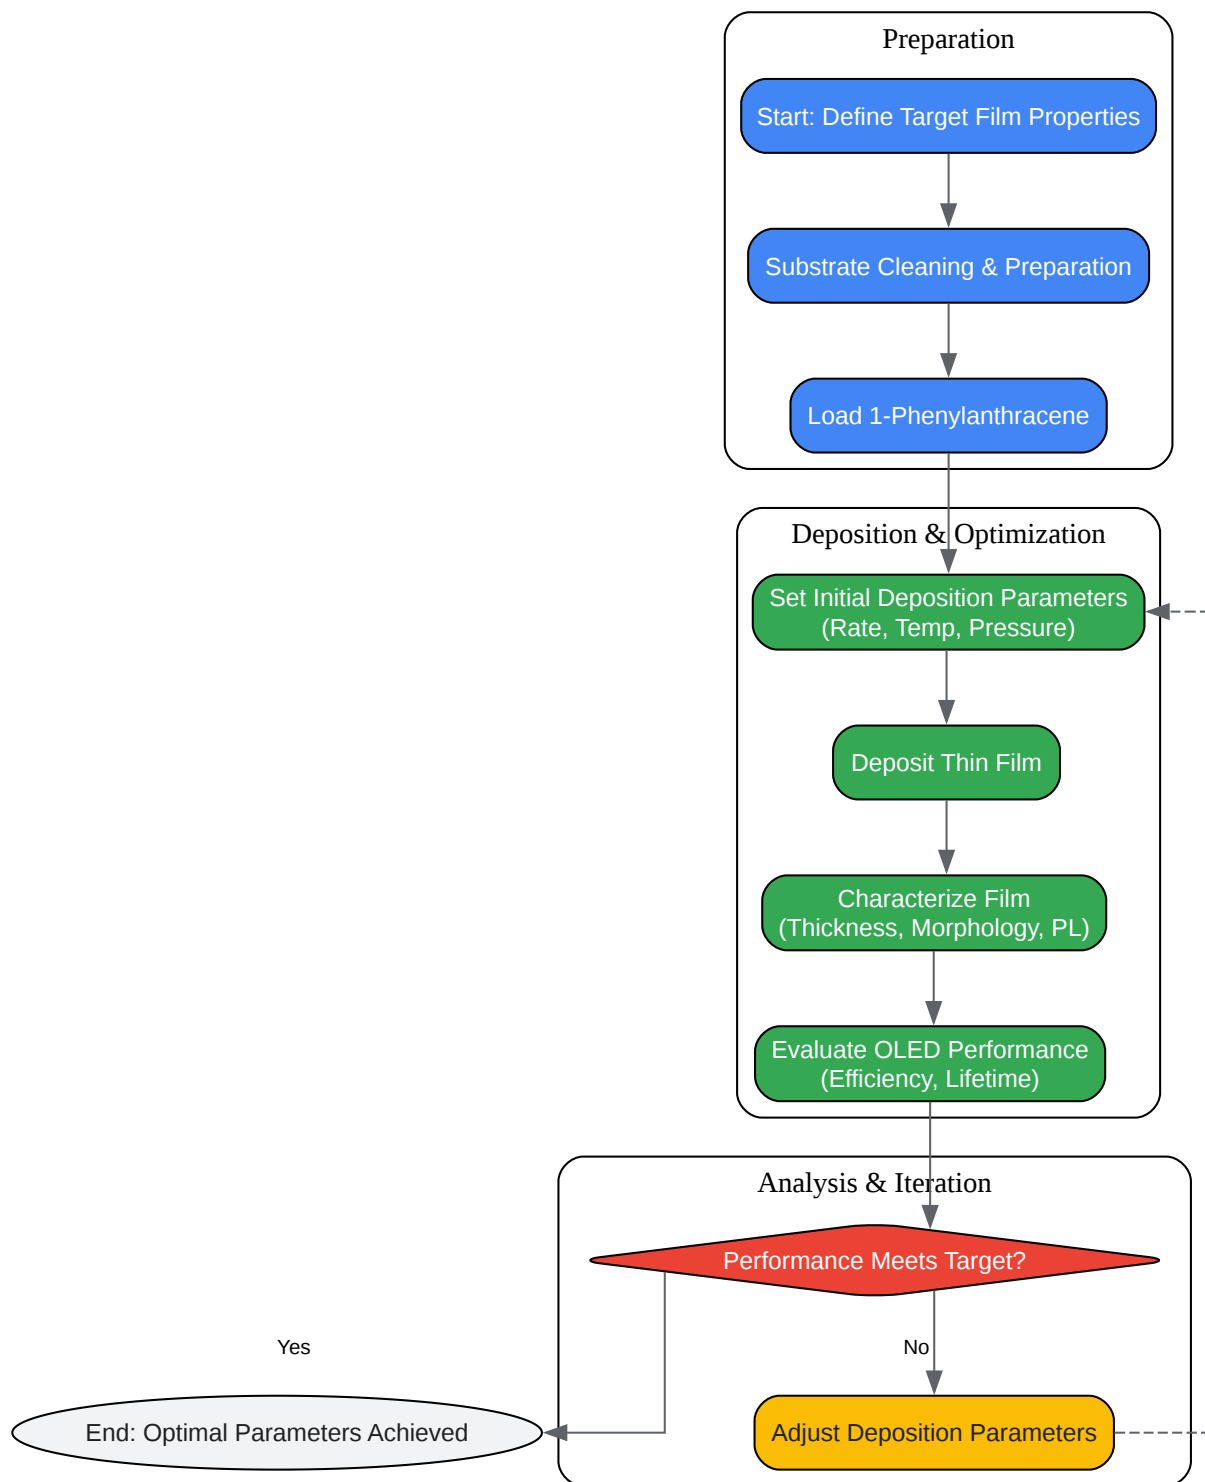 Preparation
Start: Define Target Film Properties
Substrate Cleaning & Preparation
Load 1-Phenylanthracene
Deposition & Optimization
Set Initial Deposition Parameters
(Rate, Temp, Pressure)
Deposit Thin Film
Characterize Film
(Thickness, Morphology, PL)
Evaluate OLED Performance
(Efficiency, Lifetime)
Analysis & Iteration
Performance Meets Target?
Yes
No
End: Optimal Parameters Achieved
Adjust Deposition Parameters